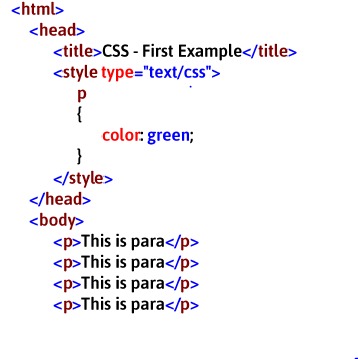 <html>
<head>
<title>CSS - First Example</title>
<style type="text/css">
p
{
color: green;
}
</style>
</head>
<body>
<p>This is para</p>
<p>This is para</p>
<p>This is para</p>
<p>This is para</p>